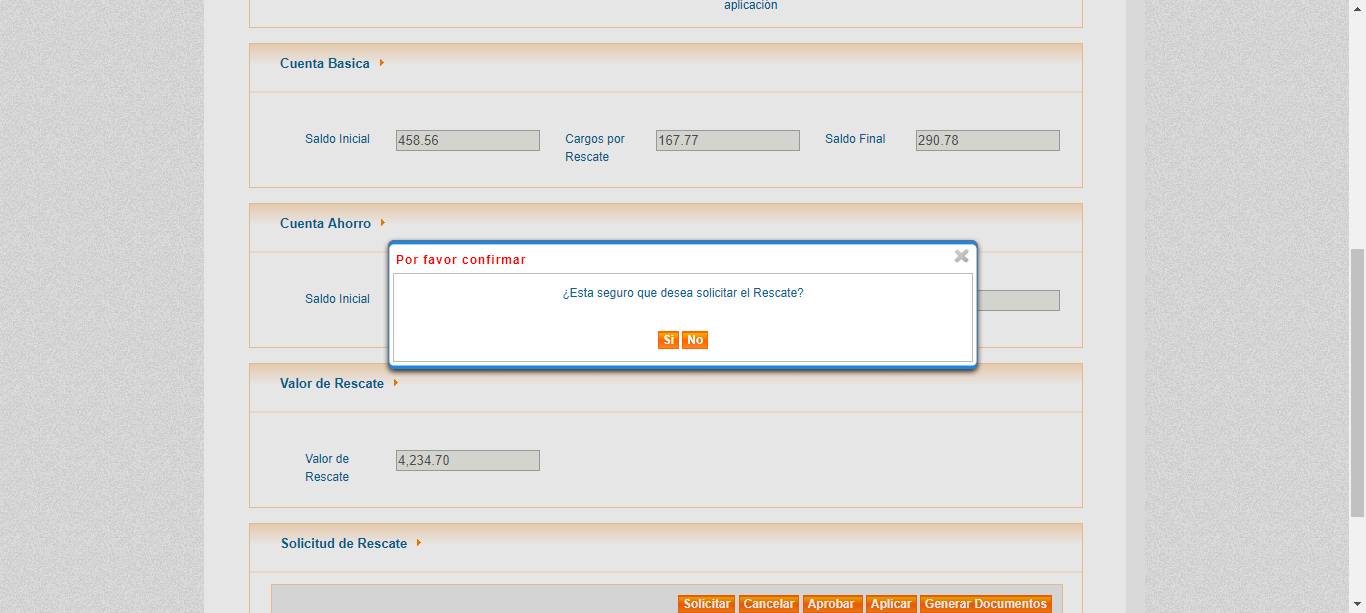 aplicación
Cuenta Basica
Saldo Inicial 458.56 Cargos por Rescate 167.77 Saldo Final 290.78
Cuenta Ahorro
Por favor confirmar
Saldo Inicial
¿Esta seguro que desea solicitar el Rescate?
Si No
Valor de Rescate
Valor de Rescate 4,234.70
Solicitud de Rescate
Solicitar Cancelar Aprobar Aplicar Generar Documentos